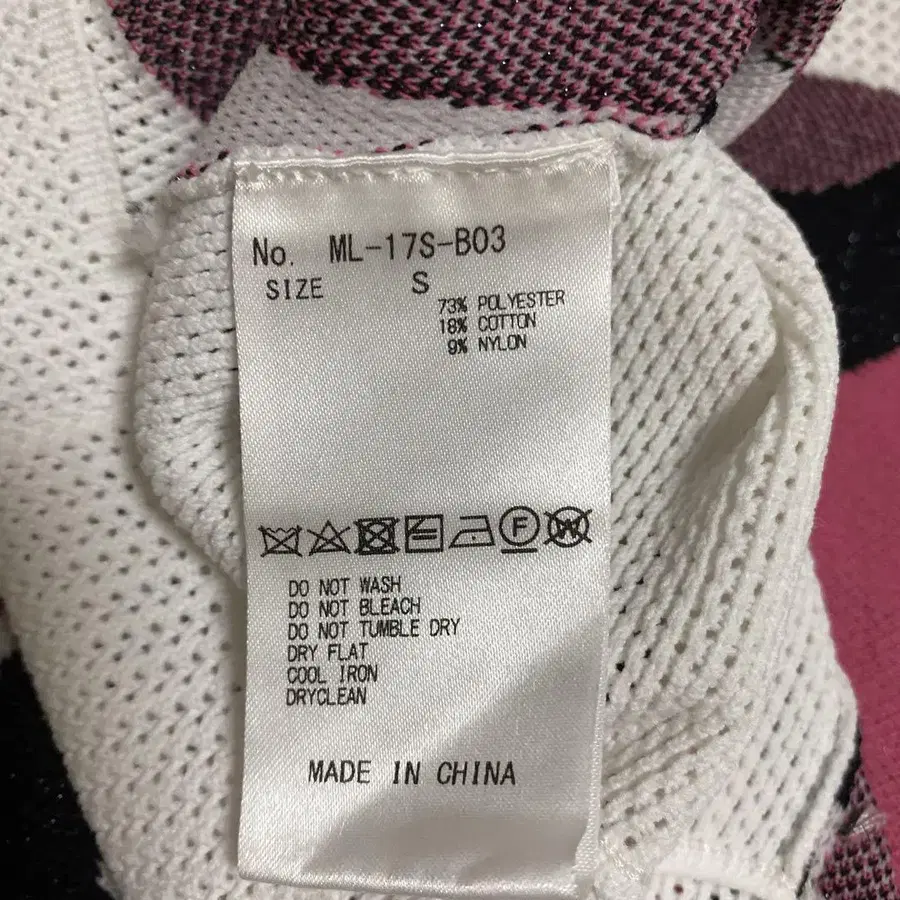 No. ML-17S-B03
SIZE S
73% POLYESTER
18% COTTON
9% NYLON
F W
DO NOT WASH
DO NOT BLEACH
DO NOT TUMBLE DRY
DRY FLAT
COOL IRON
DRYCLEAN
MADE IN CHINA